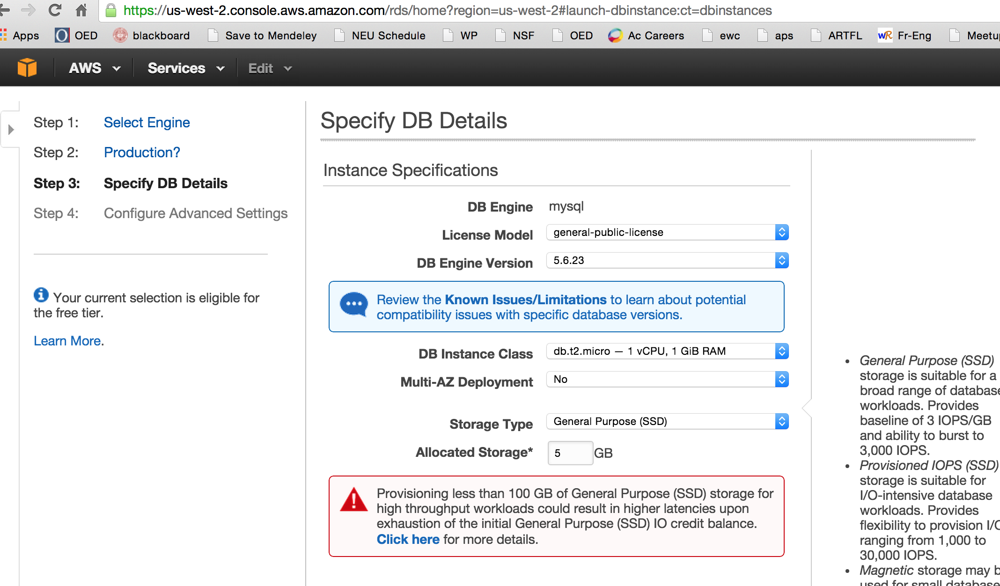 https://us-west-2.console.aws.amazon.com/rds/home?region=us-west-2#launch-dbinstance:ct=dbinstances
Apps OED blackboard Save to Mendeley NEU Schedule WP NSF OED Ac Careers ewc aps ARTFL WR Fr-Eng Meetup
AWS Services Edit
Step 1: Select Engine
Step 2: Production?
Step 3: Specify DB Details
Step 4: Configure Advanced Settings
Your current selection is eligible for
the free tier.
Learn More.
Specify DB Details
Instance Specifications
DB Engine mysql
License Model general-public-license
DB Engine Version 5.6.23
Review the Known Issues/Limitations to learn about potential
compatibility issues with specific database versions.
DB Instance Class db.t2.micro — 1 vCPU, 1 GiB RAM
Multi-AZ Deployment No
Storage Type General Purpose (SSD)
Allocated Storage* 5 GB
Provisioning less than 100 GB of General Purpose (SSD) storage for
high throughput workloads could result in higher latencies upon
exhaustion of the initial General Purpose (SSD) IO credit balance.
Click here for more details.
• General Purpose (SSD)
storage is suitable for a
broad range of database
workloads. Provides
baseline of 3 IOPS/GB
and ability to burst to
3,000 IOPS.
• Provisioned IOPS (SSD)
storage is suitable for
I/O-intensive database
workloads. Provides
flexibility to provision I/O
ranging from 1,000 to
30,000 IOPS.
• Magnetic storage may b
used for small database